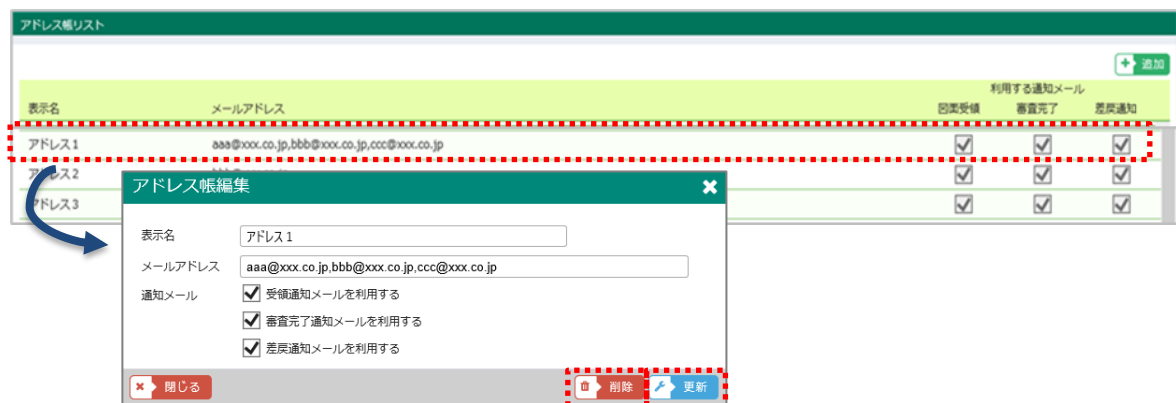 アドレス帳リスト
追加
利用する通知メール
表示名 メールアドレス 図面受領 審査完了 差戻通知
アドレス1 aaa@xxx.co.jp,bbb@xxx.co.jp,ccc@xxx.co.jp
アドレス2
アドレス3
アドレス帳編集
表示名 アドレス1
メールアドレス aaa@xxx.co.jp,bbb@xxx.co.jp,ccc@xxx.co.jp
通知メール 受領通知メールを利用する
審査完了通知メールを利用する
差戻通知メールを利用する
閉じる 削除 更新